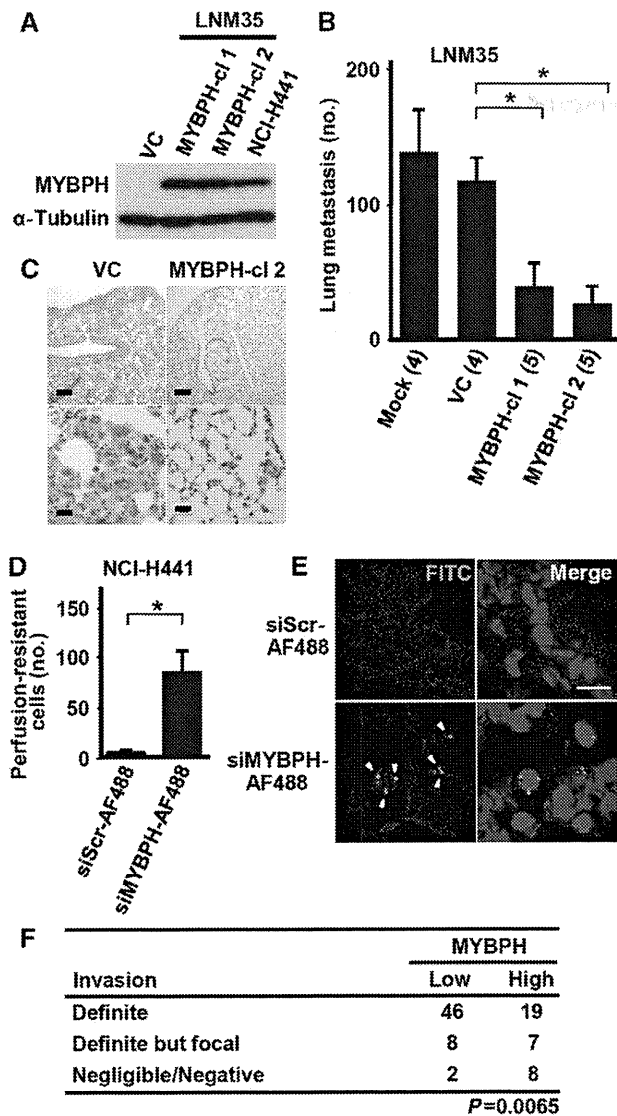 A
LNM35
VC
MYBPH-cl 1
MYBPH-cl 2
NCI-H441
MYBPH
α-Tubulin
B
LNM35
Lung metastasis (no.)
200
100
0
*
*
Mock (4)
VC (4)
MYBPH-cl 1 (5)
MYBPH-cl 2 (5)
C
VC
MYBPH-cl 2
D
NCI-H441
Perfusion-resistant
cells (no.)
150
100
50
0
*
siScr-AF488
siMYBPH-AF488
E
FITC
Merge
siScr-
AF488
siMYBPH-
AF488
F
MYBPH
Invasion Low High
Definite 46 19
Definite but focal 8 7
Negligible/Negative 2 8
P=0.0065